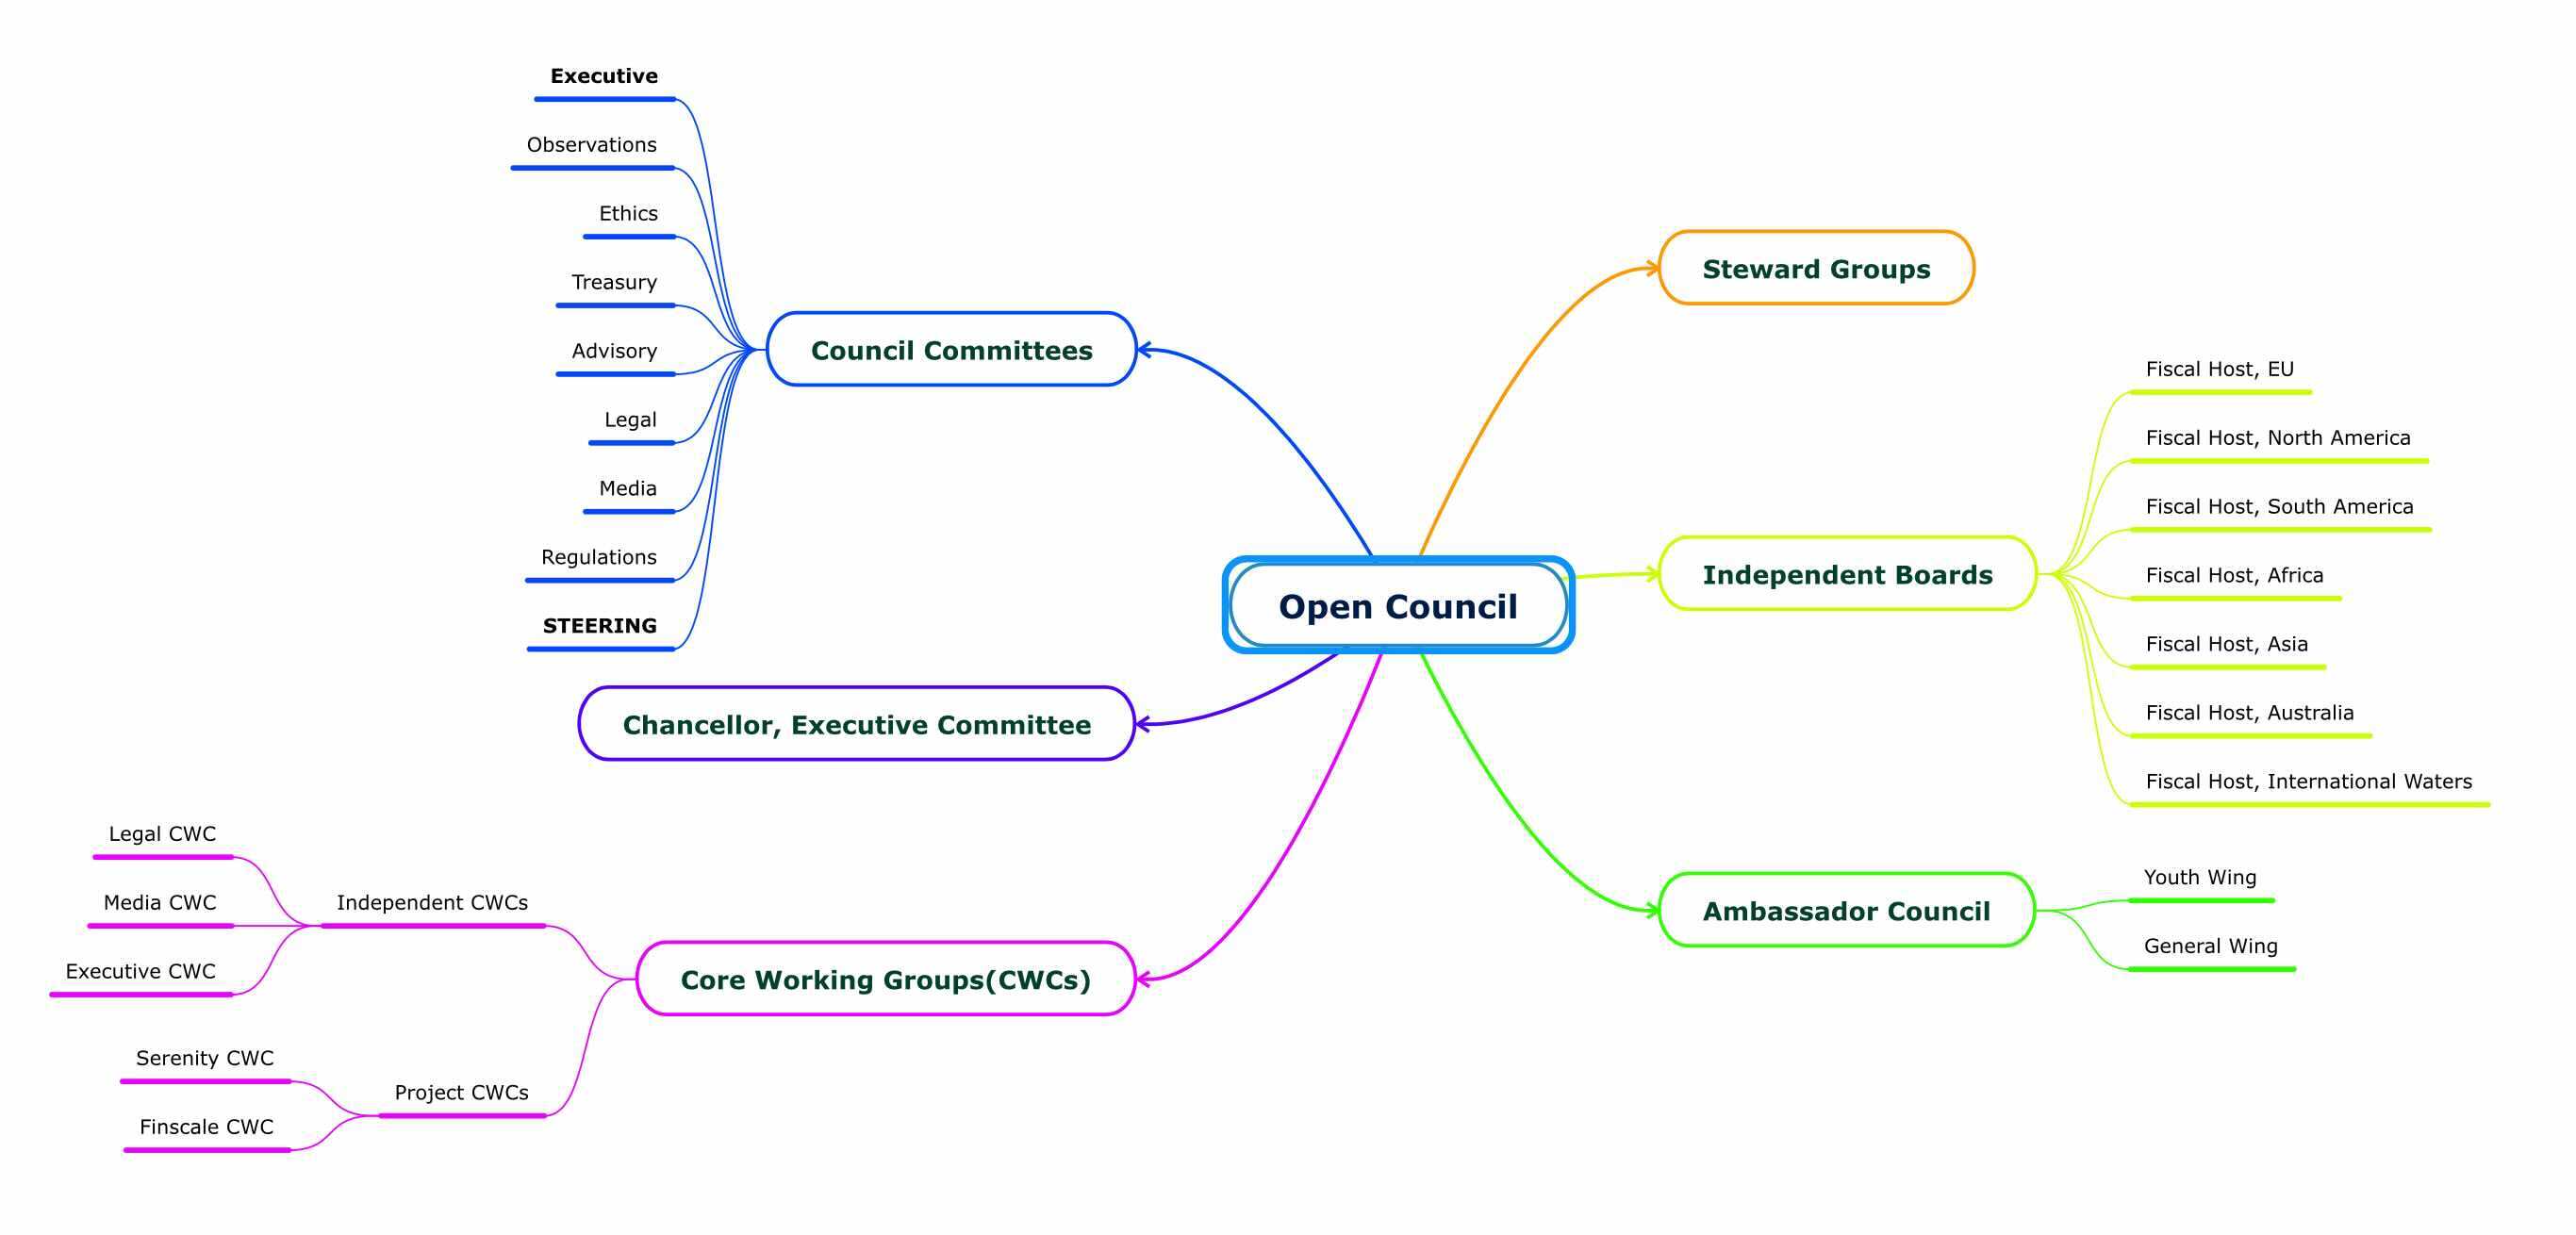 Open Council
Council Committees
Executive
Observations
Ethics
Treasury
Advisory
Legal
Media
Regulations
STEERING
Chancellor, Executive Committee
Core Working Groups(CWCs)
Independent CWCs
Legal CWC
Media CWC
Executive CWC
Project CWCs
Serenity CWC
Finscale CWC
Steward Groups
Independent Boards
Fiscal Host, EU
Fiscal Host, North America
Fiscal Host, South America
Fiscal Host, Africa
Fiscal Host, Asia
Fiscal Host, Australia
Fiscal Host, International Waters
Ambassador Council
Youth Wing
General Wing